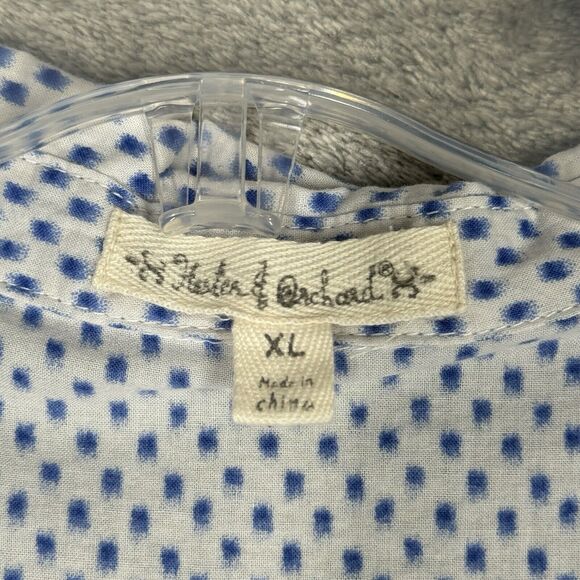 Hester & Orchard®
XL
Made in
china